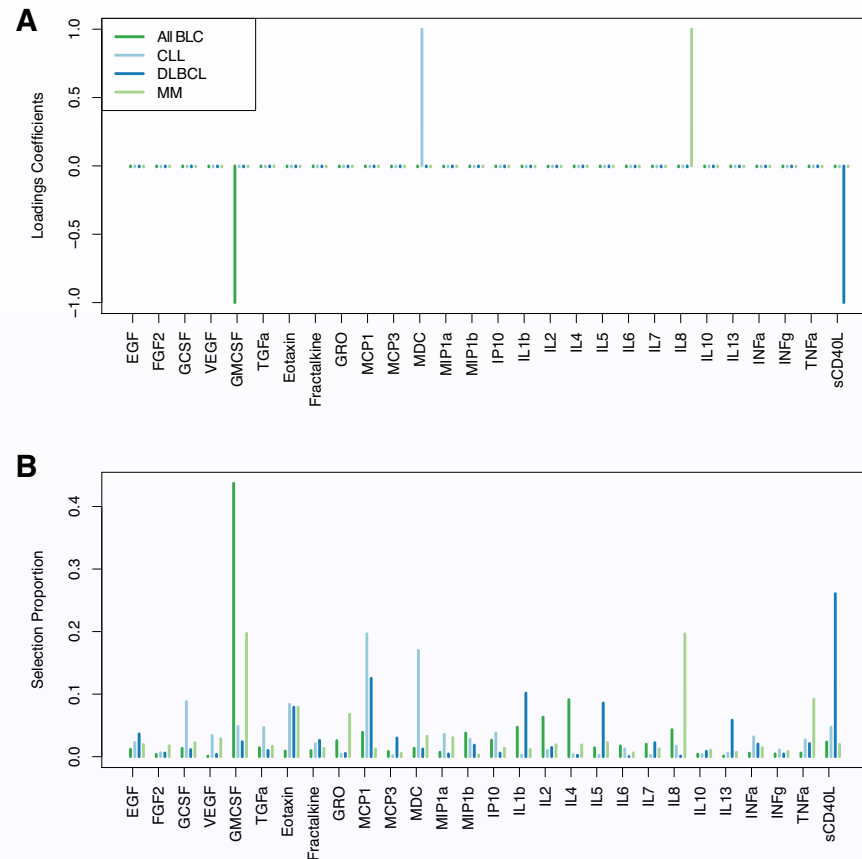 A
All BLC
CLL
DLBCL
MM
Loadings Coefficients
1.0
0.5
0.0
−0.5
−1.0
EGF
FGF2
GCSF
VEGF
GMCSF
TGFa
Eotaxin
Fractalkine
GRO
MCP1
MCP3
MDC
MIP1a
MIP1b
IP10
IL1b
IL2
IL4
IL5
IL6
IL7
IL8
IL10
IL13
INFa
INFg
TNFa
sCD40L
B
Selection Proportion
0.4
0.3
0.2
0.1
0.0
EGF
FGF2
GCSF
VEGF
GMCSF
TGFa
Eotaxin
Fractalkine
GRO
MCP1
MCP3
MDC
MIP1a
MIP1b
IP10
IL1b
IL2
IL4
IL5
IL6
IL7
IL8
IL10
IL13
INFa
INFg
TNFa
sCD40L